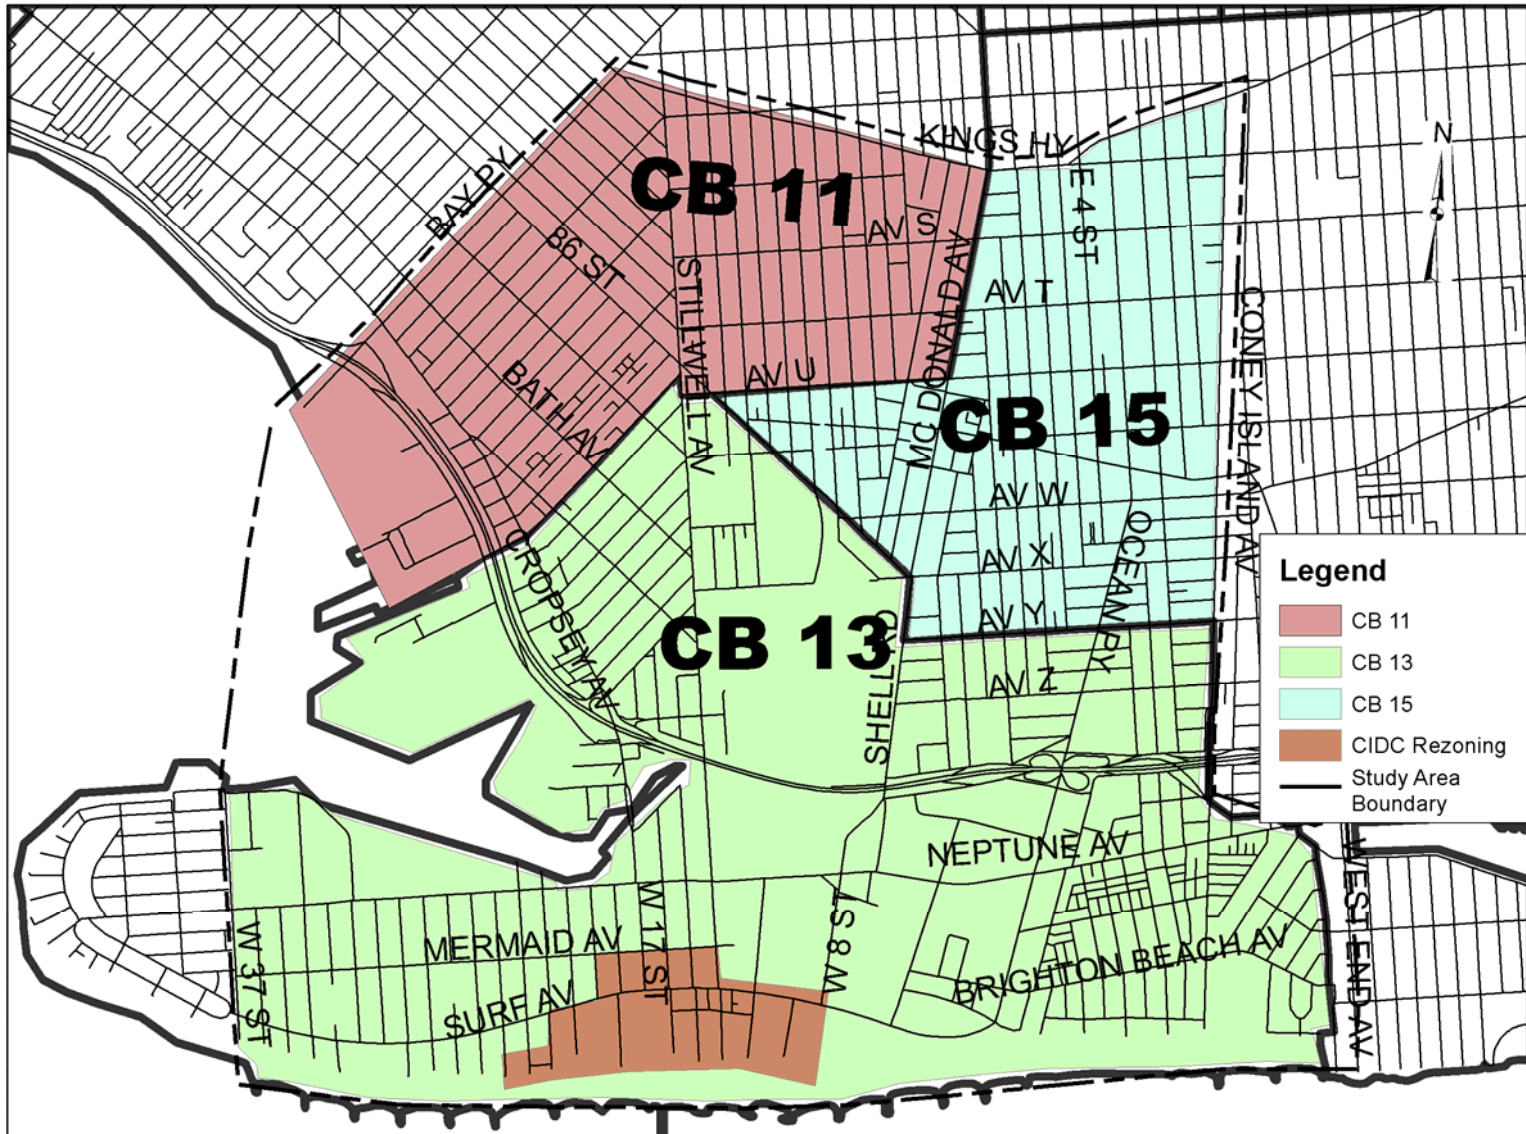 N
KINGS HY
BAY PY
CB 11
E 4 ST
AV S
86 ST
MC DONALD AV
STILLWELL AV
AV T
CONEY ISLAND AV
AV U
BATH AV
CB 15
AV W
OCEAN PY
CROPSEY AV
AV X
AV Y
CB 13
SHELL RD
AV Z
Legend
CB 11
CB 13
CB 15
CIDC Rezoning
Study Area
Boundary
NEPTUNE AV
WEST END AV
W 17 ST
W 8 ST
MERMAID AV
W 37 ST
BRIGHTON BEACH AV
SURF AV